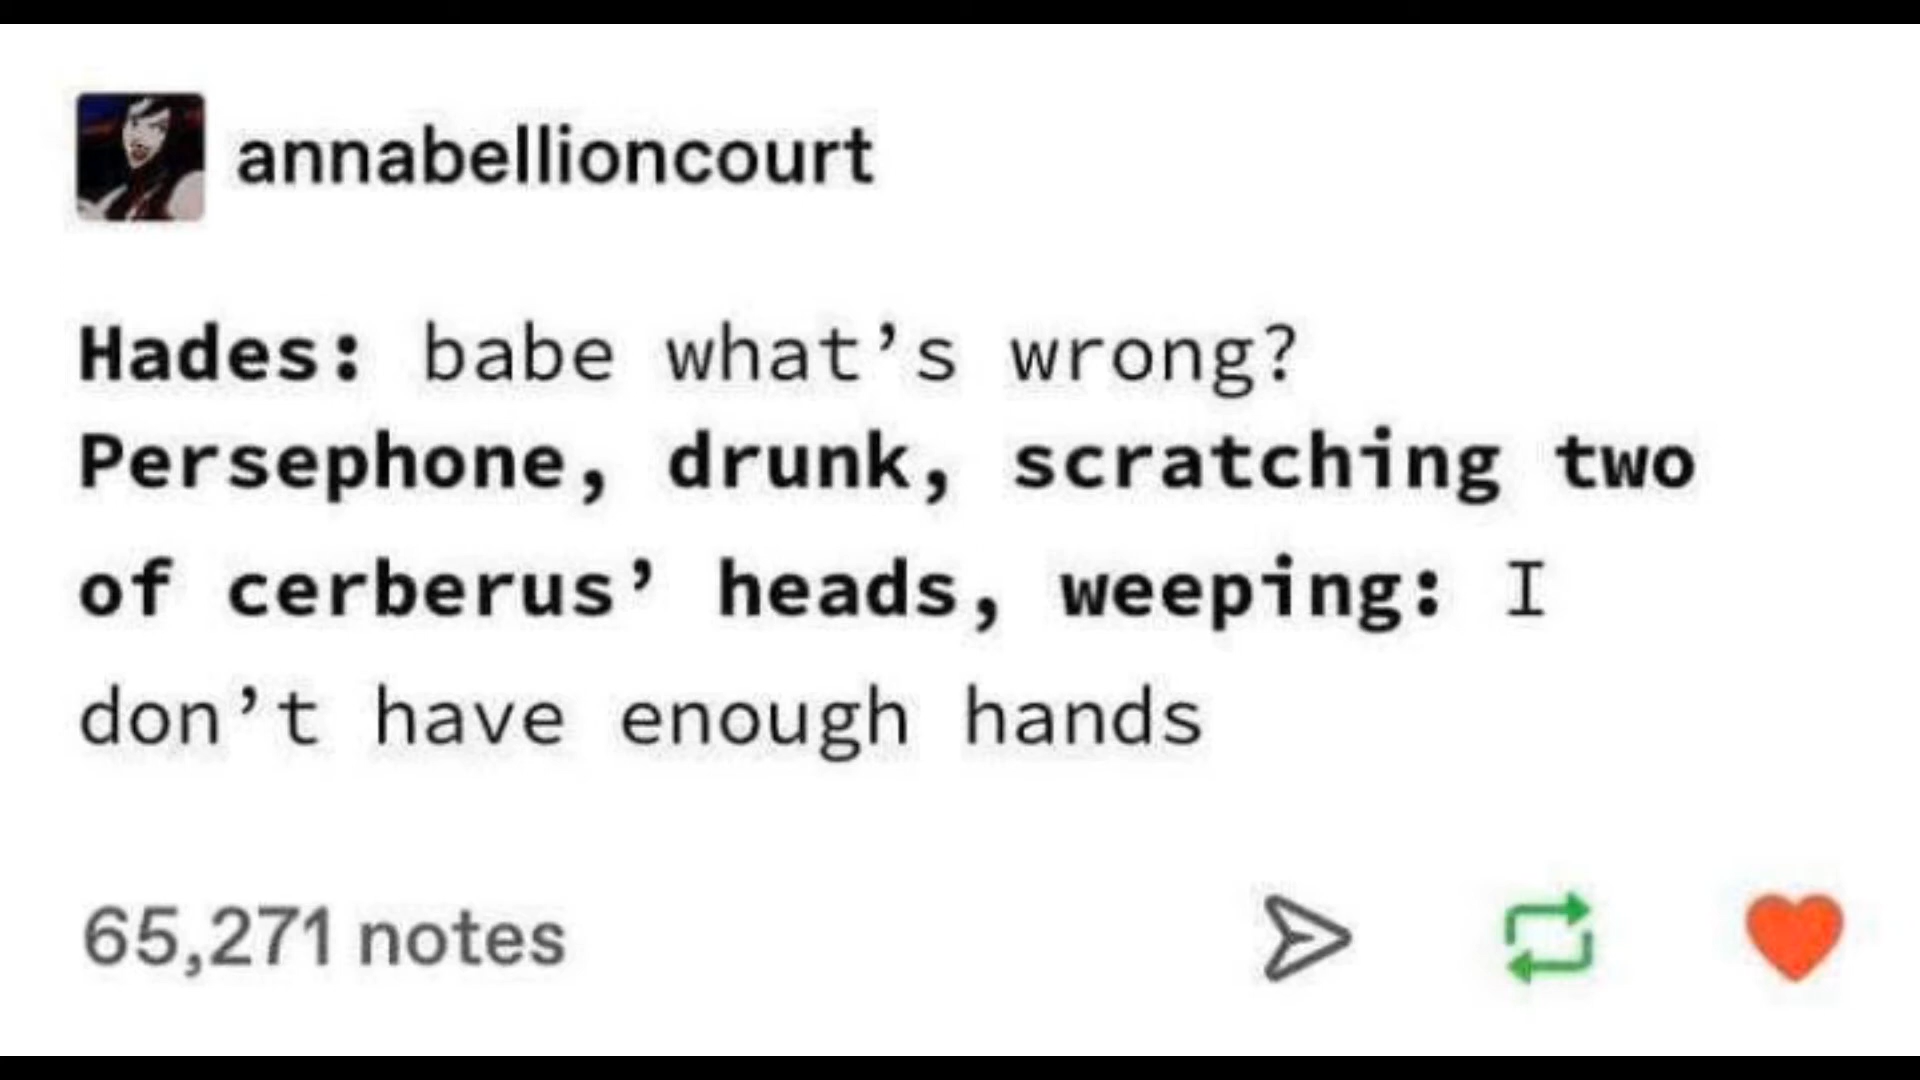 annabellioncourt
Hades: babe what’s wrong?
Persephone, drunk, scratching two
of cerberus’ heads, weeping: I
don’t have enough hands
65,271 notes